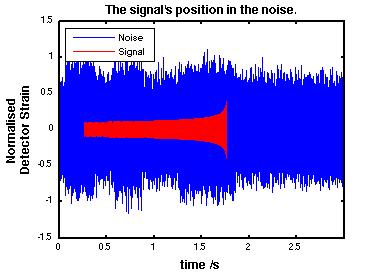 The signal's position in the noise.
1.5
Noise
Signal
1
0.5
0
-0.5
-1
-1.5
Normalised
Detector Strain
0 0.5 1 1.5 2 2.5
time /s